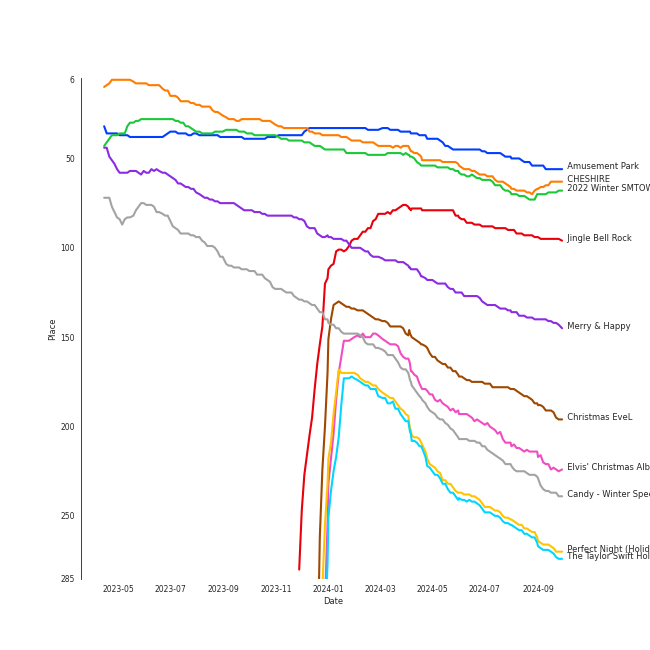 6
50
100
150
200
250
285
Place
2023-05
2023-07
2023-09
2023-11
2024-01
2024-03
2024-05
2024-07
2024-09
Date
Amusement Park
CHESHIRE
2022 Winter SMTOW
Jingle Bell Rock
Merry & Happy
Christmas EveL
Elvis' Christmas Alb
Candy - Winter Spe
Perfect Night (Holid
The Taylor Swift Hol